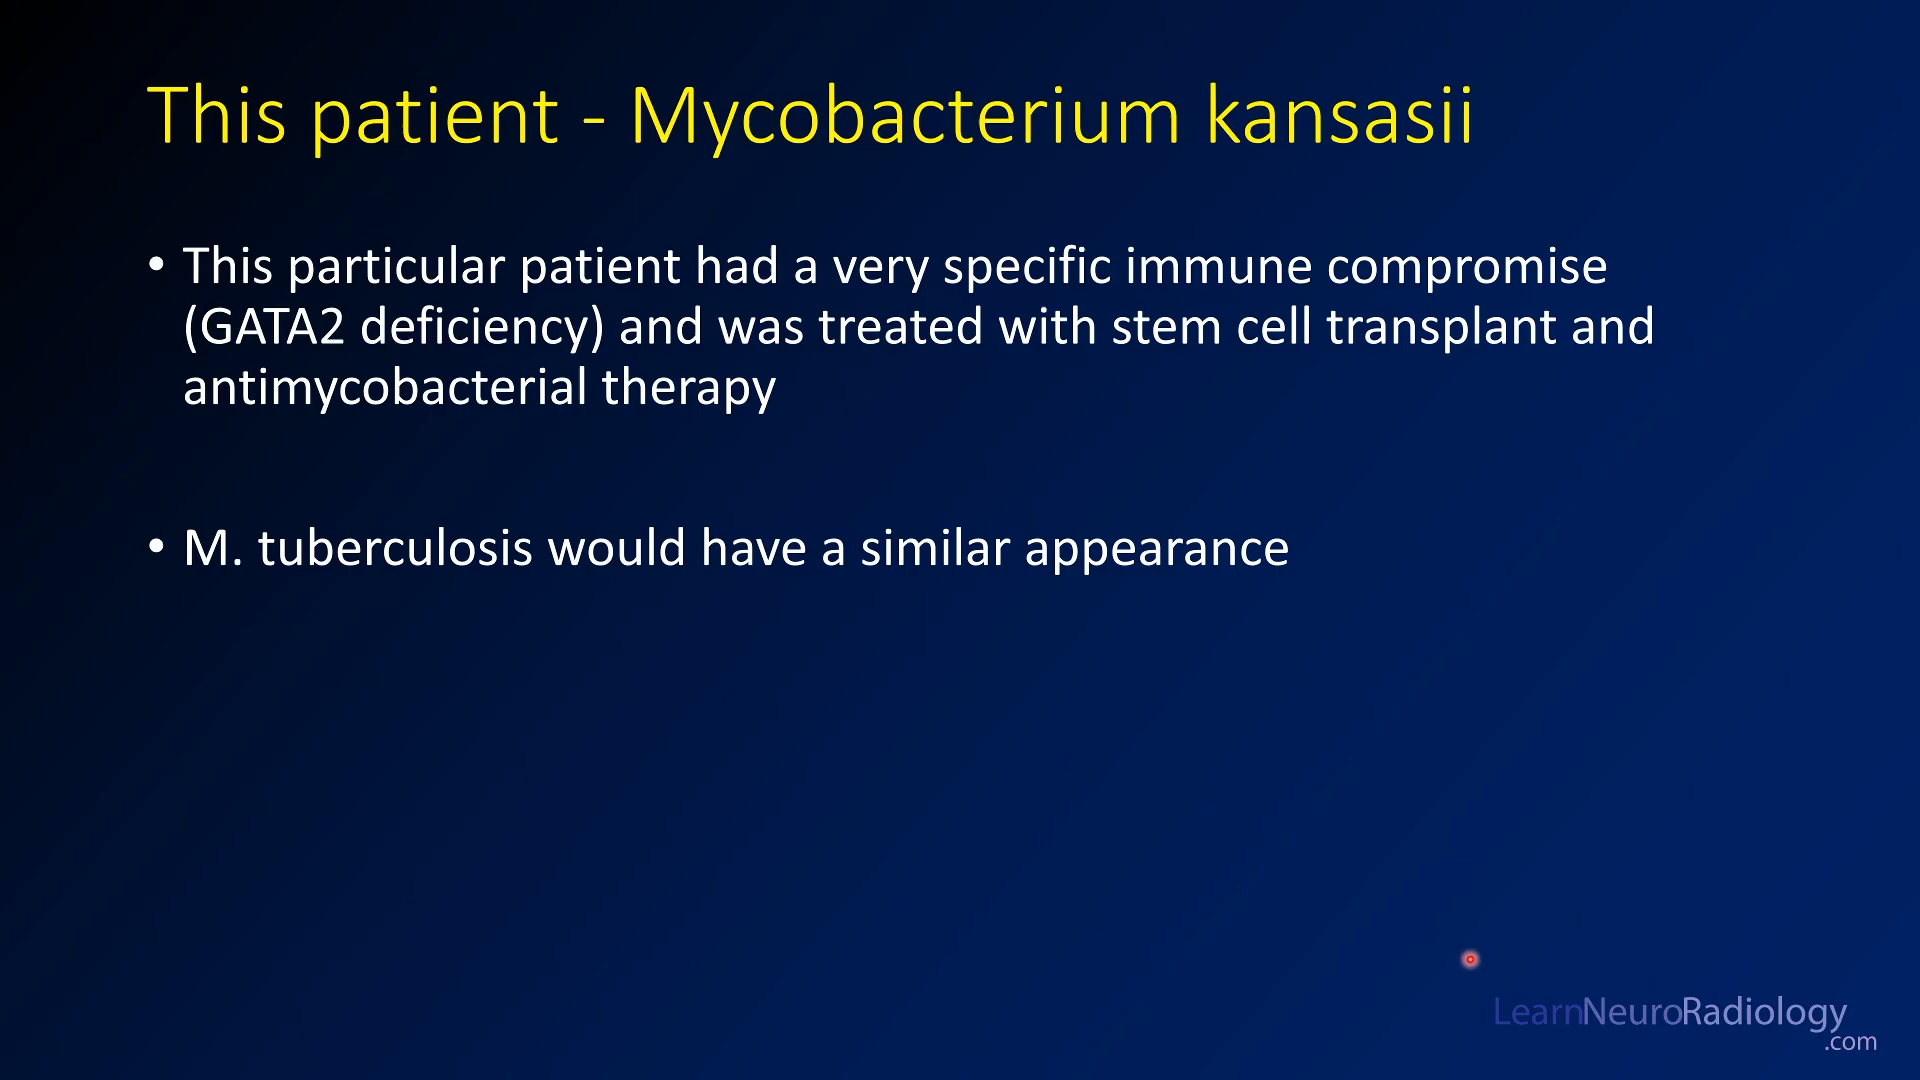 This patient - Mycobacterium kansasii
• This particular patient had a very specific immune compromise
(GATA2 deficiency) and was treated with stem cell transplant and
antimycobacterial therapy
• M. tuberculosis would have a similar appearance
LearnNeuroRadiology
.com